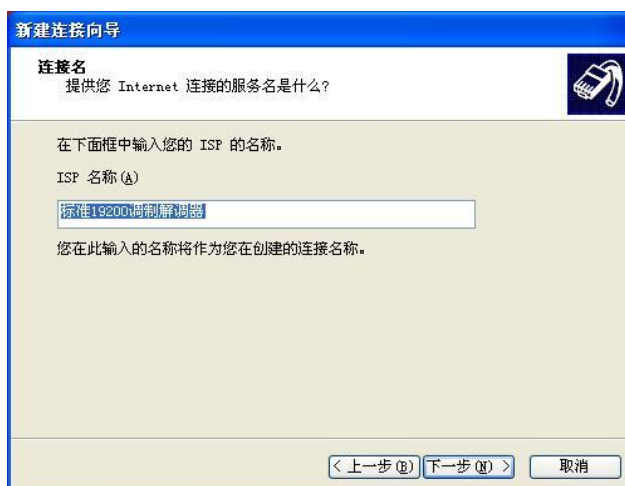 新建连接向导
连接名
提供您 Internet 连接的服务名是什么?
在下面框中输入您的 ISP 的名称。
ISP 名称(A)
标准19200调制解调器
您在此输入的名称将作为您在创建的连接名称。
< 上一步(B) 下一步(N) > 取消